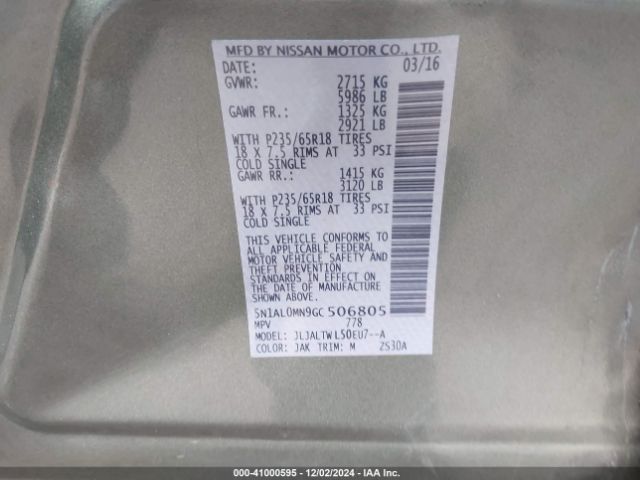 MFD BY NISSAN MOTOR CO., LTD.
DATE: 03/16
GVWR: 2715 KG
5986 LB
GAWR FR.: 1325 KG
2921 LB
WITH P235/65R18 TIRES
18 X 7.5 RIMS AT 33 PSI
COLD SINGLE
GAWR RR.: 1415 KG
3120 LB
WITH P235/65R18 TIRES
18 X 7.5 RIMS AT 33 PSI
COLD SINGLE
THIS VEHICLE CONFORMS TO
ALL APPLICABLE FEDERAL
MOTOR VEHICLE SAFETY AND
THEFT PREVENTION
STANDARDS IN EFFECT ON
THE DATE OF MANUFACTURE
SHOWN ABOVE.
5N1AL0MN9GC506805
MPV 778
MODEL: JLJALTWL50EU7--A
COLOR: JAK TRIM: M ZS30A
000-41000595 • 12/02/2024 • IAA Inc.